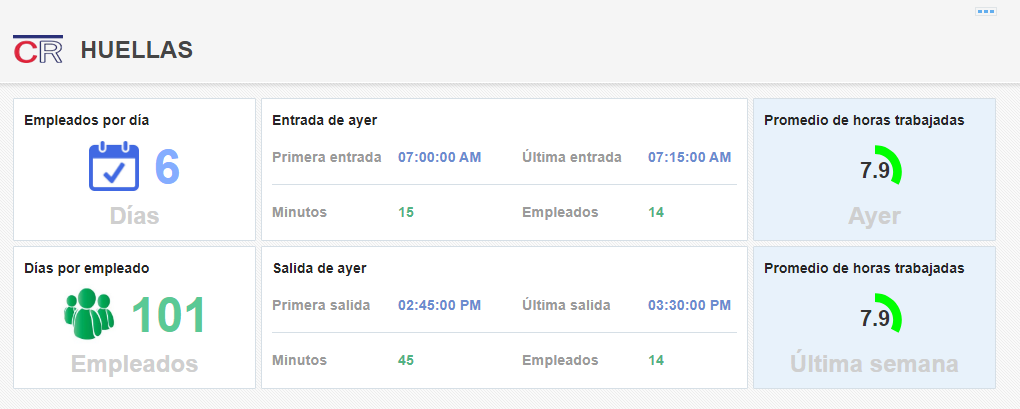 CR HUELLAS
Empleados por día
6
Días
Entrada de ayer
Primera entrada 07:00:00 AM Última entrada 07:15:00 AM
Minutos 15 Empleados 14
Promedio de horas trabajadas
7.9
Ayer
Días por empleado
101
Empleados
Salida de ayer
Primera salida 02:45:00 PM Última salida 03:30:00 PM
Minutos 45 Empleados 14
Promedio de horas trabajadas
7.9
Última semana